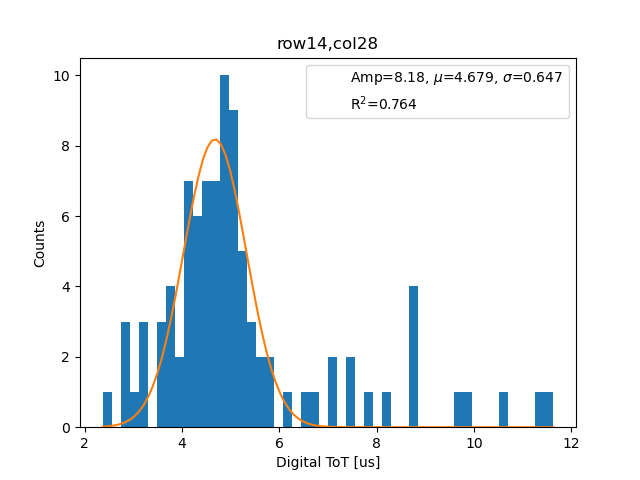 row14,col28
Amp=8.18, μ=4.679, σ=0.647
R²=0.764
Counts
10
8
6
4
2
0
2 4 6 8 10 12
Digital ToT [us]